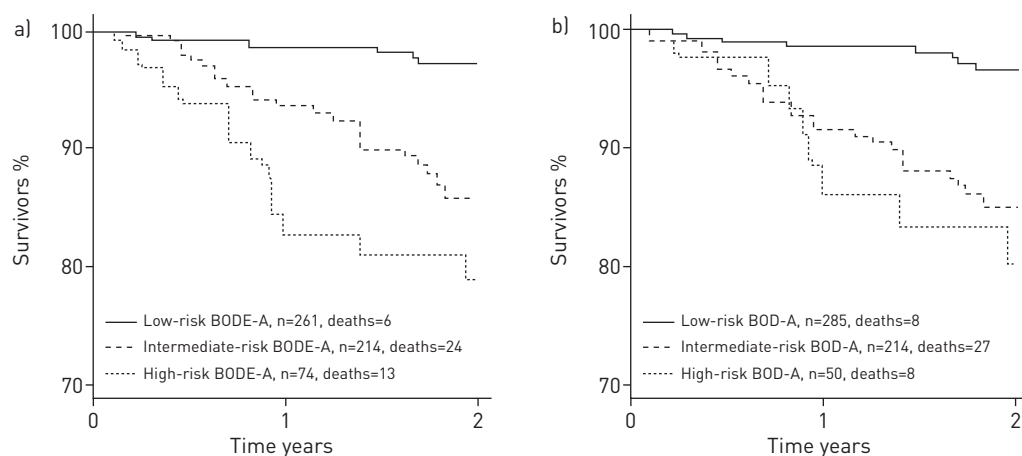 a)
100
90
80
70
Survivors %
Low-risk BODE-A, n=261, deaths=6
Intermediate-risk BODE-A, n=214, deaths=24
High-risk BODE-A, n=74, deaths=13
0
1
2
Time years
b)
100
90
80
70
Survivors %
Low-risk BOD-A, n=285, deaths=8
Intermediate-risk BOD-A, n=214, deaths=27
High-risk BOD-A, n=50, deaths=8
0
1
2
Time years